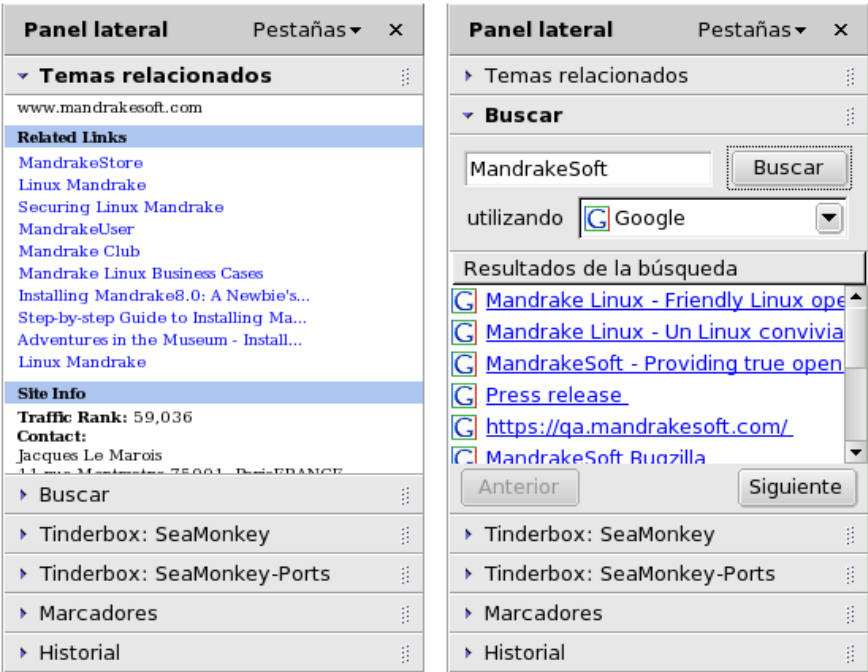 Panel lateral Pestañas
Temas relacionados
www.mandrakesoft.com
Related Links
MandrakeStore
Linux Mandrake
Securing Linux Mandrake
MandrakeUser
Mandrake Club
Mandrake Linux Business Cases
Installing Mandrake8.0: A Newbie's...
Step-by-step Guide to Installing Ma...
Adventures in the Museum - Install...
Linux Mandrake
Site Info
Traffic Rank: 59,036
Contact:
Jacques Le Marois
11 rue Montmatre 75001, ParisFRANCE
Buscar
Tinderbox: SeaMonkey
Tinderbox: SeaMonkey-Ports
Marcadores
Historial
Panel lateral Pestañas
Temas relacionados
Buscar
MandrakeSoft Buscar
utilizando G Google
Resultados de la búsqueda
G Mandrake Linux - Friendly Linux ope
G Mandrake Linux - Un Linux convivia
G MandrakeSoft - Providing true open
G Press release
G https://qa.mandrakesoft.com/
G MandrakeSoft Bugzilla
Anterior Siguiente
Tinderbox: SeaMonkey
Tinderbox: SeaMonkey-Ports
Marcadores
Historial